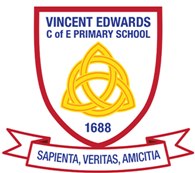 VINCENT EDWARDS
C of E PRIMARY SCHOOL
1688
SAPIENTA, VERITAS, AMICITIA